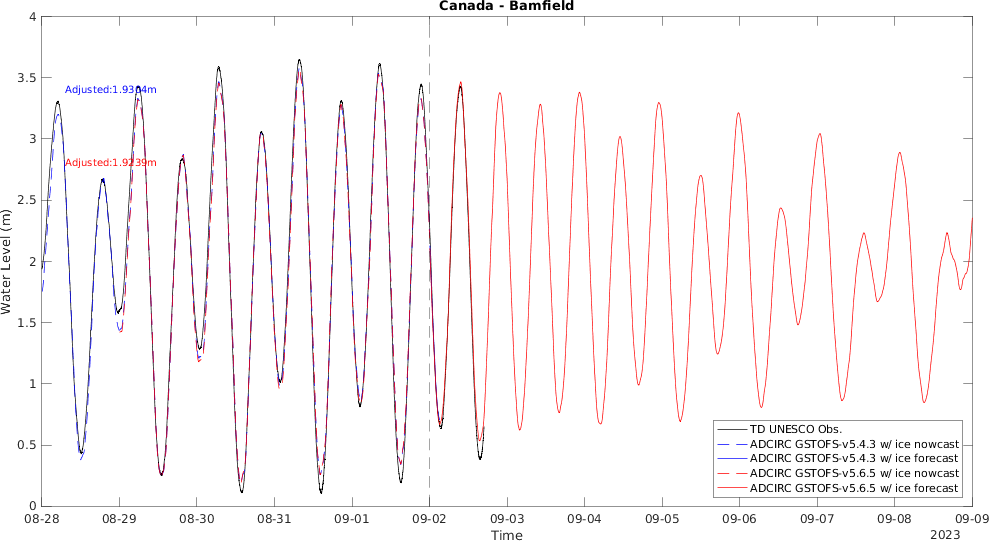 Canada - Bamfield
4
3.5
3
2.5
2
1.5
1
0.5
0
Water Level (m)
Adjusted:1.9304m
Adjusted:1.9239m
TD UNESCO Obs.
ADCIRC GSTOFS-v5.4.3 w/ ice nowcast
ADCIRC GSTOFS-v5.4.3 w/ ice forecast
ADCIRC GSTOFS-v5.6.5 w/ ice nowcast
ADCIRC GSTOFS-v5.6.5 w/ ice forecast
08-28 08-29 08-30 08-31 09-01 09-02 09-03 09-04 09-05 09-06 09-07 09-08 09-09
Time
2023